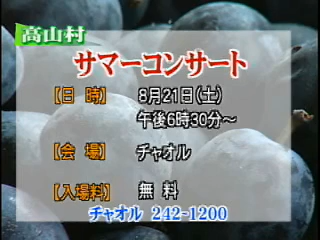 高山村
サマーコンサート
【日 時】 8月21日(土)
午後6時30分～
【会 場】 チャオル
【入場料】 無 料
チャオル 242-1200